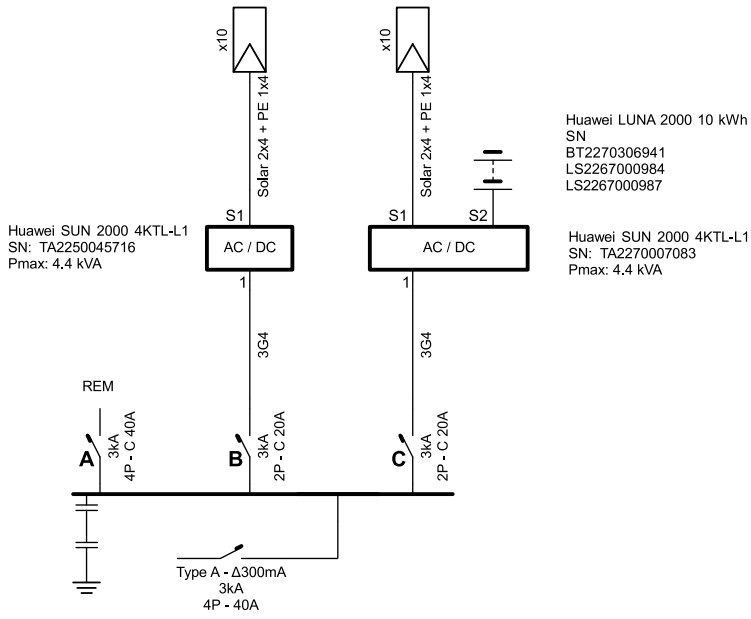 x10
x10
Solar 2x4 + PE 1x4
Solar 2x4 + PE 1x4
Huawei LUNA 2000 10 kWh
SN
BT2270306941
LS2267000984
LS2267000987
S1
S1
S2
Huawei SUN 2000 4KTL-L1
SN: TA2250045716
Pmax: 4.4 kVA
AC / DC
AC / DC
Huawei SUN 2000 4KTL-L1
SN: TA2270007083
Pmax: 4.4 kVA
1
1
3G4
3G4
REM
A
3kA
4P - C 40A
B
3kA
2P - C 20A
C
3kA
2P - C 20A
Type A - Δ300mA
3kA
4P - 40A